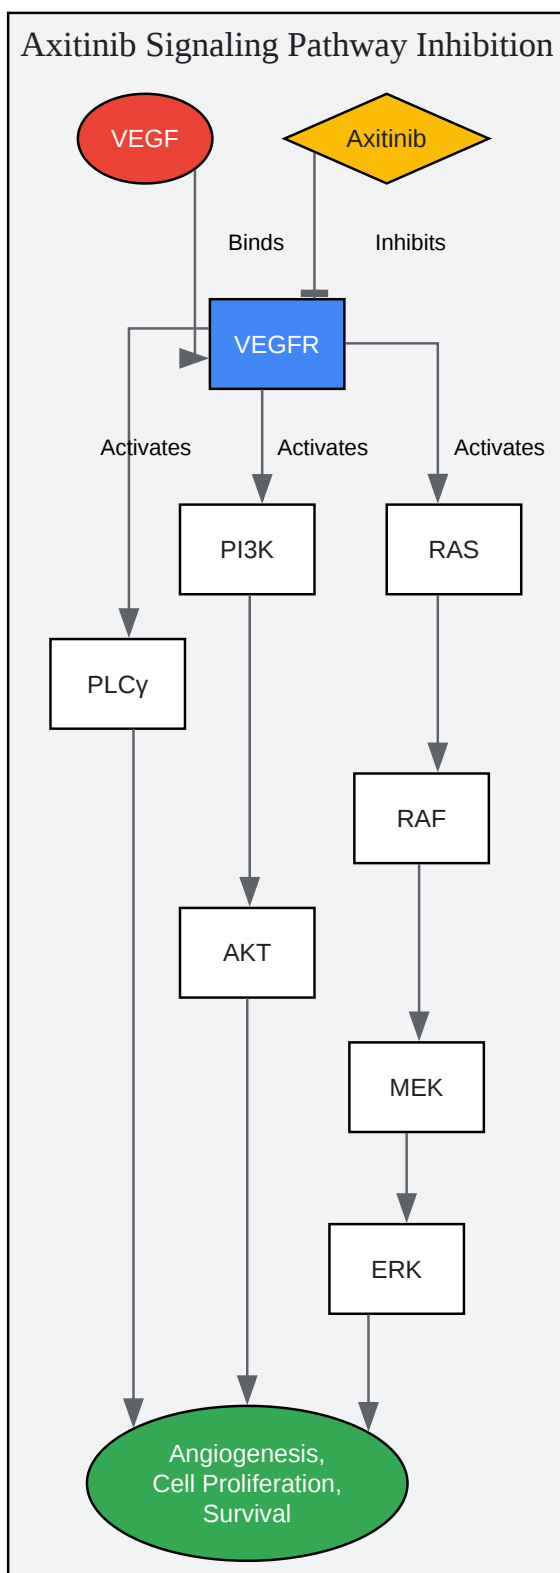 Axitinib Signaling Pathway Inhibition
VEGF
Axitinib
Binds
Inhibits
VEGFR
Activates
Activates
Activates
PI3K
RAS
PLCγ
RAF
AKT
MEK
ERK
Angiogenesis,
Cell Proliferation,
Survival